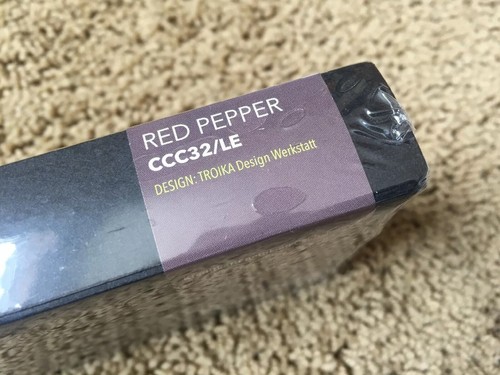 RED PEPPER
CCC32/LE
DESIGN: TROIKA Design Werkstatt